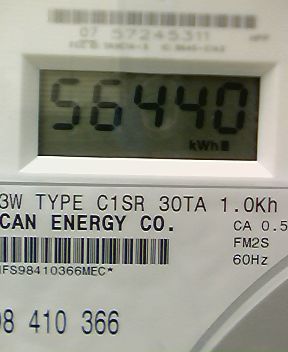 07 57245311
56440
kWh
3W TYPE C1SR 30TA 1.0Kh
CAN ENERGY CO.
CA 0.5
FM2S
60Hz
IFS98410366MEC*
98 410 366